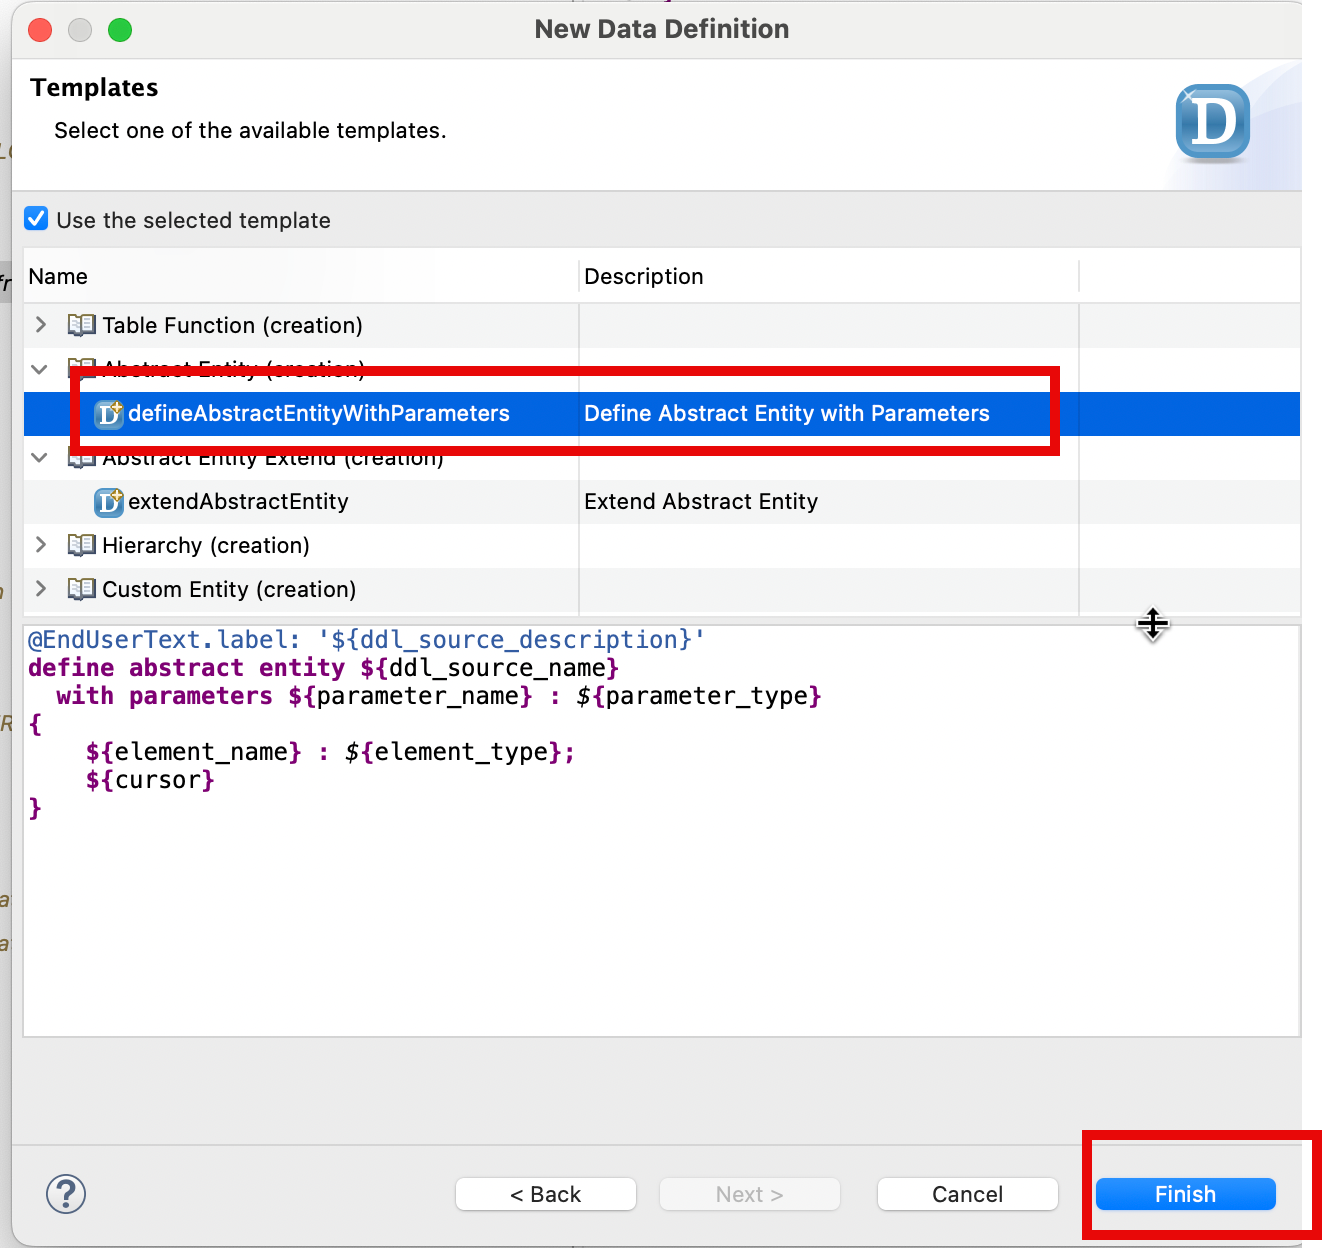 New Data Definition
Templates
Select one of the available templates.
D
Use the selected template
Name Description
Table Function (creation)
Abstract Entity (creation)
defineAbstractEntityWithParameters Define Abstract Entity with Parameters
Abstract Entity Extend (creation)
extendAbstractEntity Extend Abstract Entity
Hierarchy (creation)
Custom Entity (creation)
@EndUserText.label: '${ddl_source_description}'
define abstract entity ${ddl_source_name}
with parameters ${parameter_name} : ${parameter_type}
{
${element_name} : ${element_type};
${cursor}
}
? < Back Next > Cancel Finish